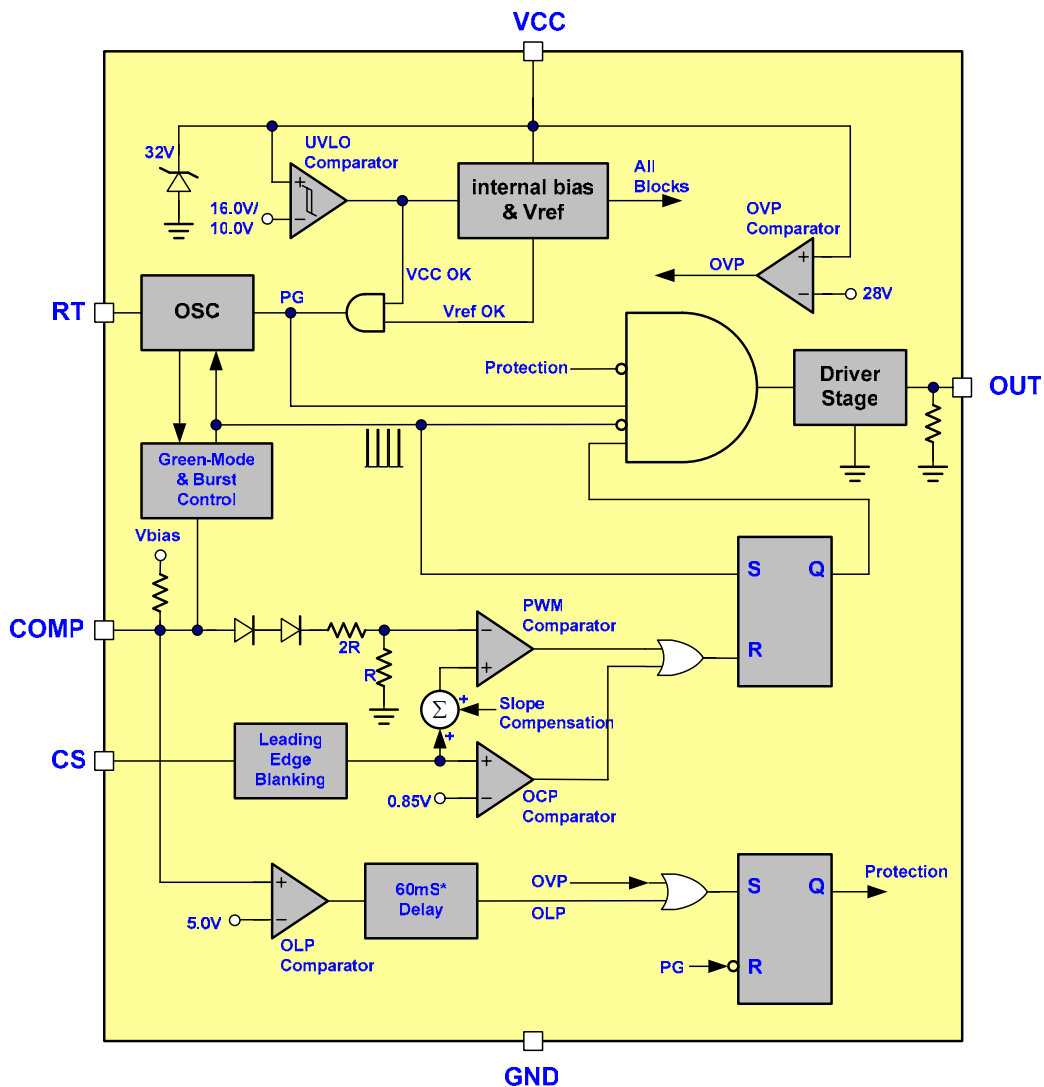 VCC
UVLO
Comparator
32V
All
Blocks
internal bias
& Vref
16.0V/
10.0V
OVP
Comparator
OVP
28V
VCC OK
PG
Vref OK
RT
OSC
Protection
Driver
Stage
OUT
Green-Mode
& Burst
Control
Vbias
S
Q
R
COMP
PWM
Comparator
2R
R
Σ
Slope
Compensation
CS
Leading
Edge
Blanking
0.85V
OCP
Comparator
5.0V
OLP
Comparator
60mS*
Delay
OVP
OLP
S
Q
Protection
PG
R
GND